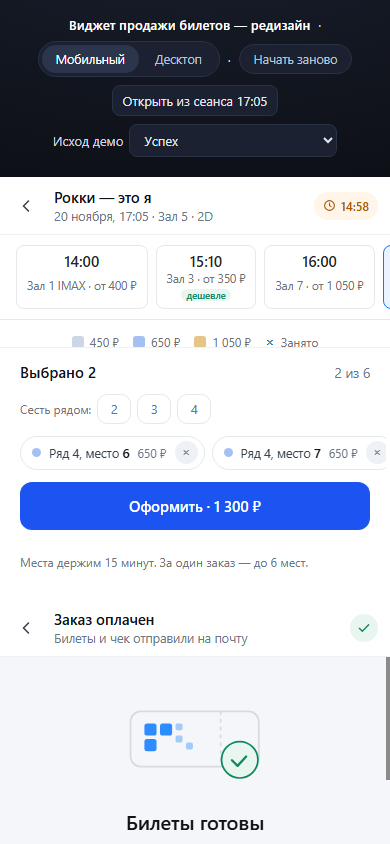 Виджет продажи билетов — редизайн ·
Мобильный Десктоп · Начать заново
Открыть из сеанса 17:05
Исход демо Успех
Рокки — это я
20 ноября, 17:05 · Зал 5 · 2D
14:58
14:00
Зал 1 IMAX · от 400 ₽
15:10
Зал 3 · от 350 ₽
дешевле
16:00
Зал 7 · от 1 050 ₽
450 ₽ 650 ₽ 1 050 ₽ × Занято
Выбрано 2 2 из 6
Сесть рядом: 2 3 4
Ряд 4, место 6 650 ₽ × Ряд 4, место 7 650 ₽ ×
Оформить · 1 300 ₽
Места держим 15 минут. За один заказ — до 6 мест.
Заказ оплачен
Билеты и чек отправили на почту
Билеты готовы